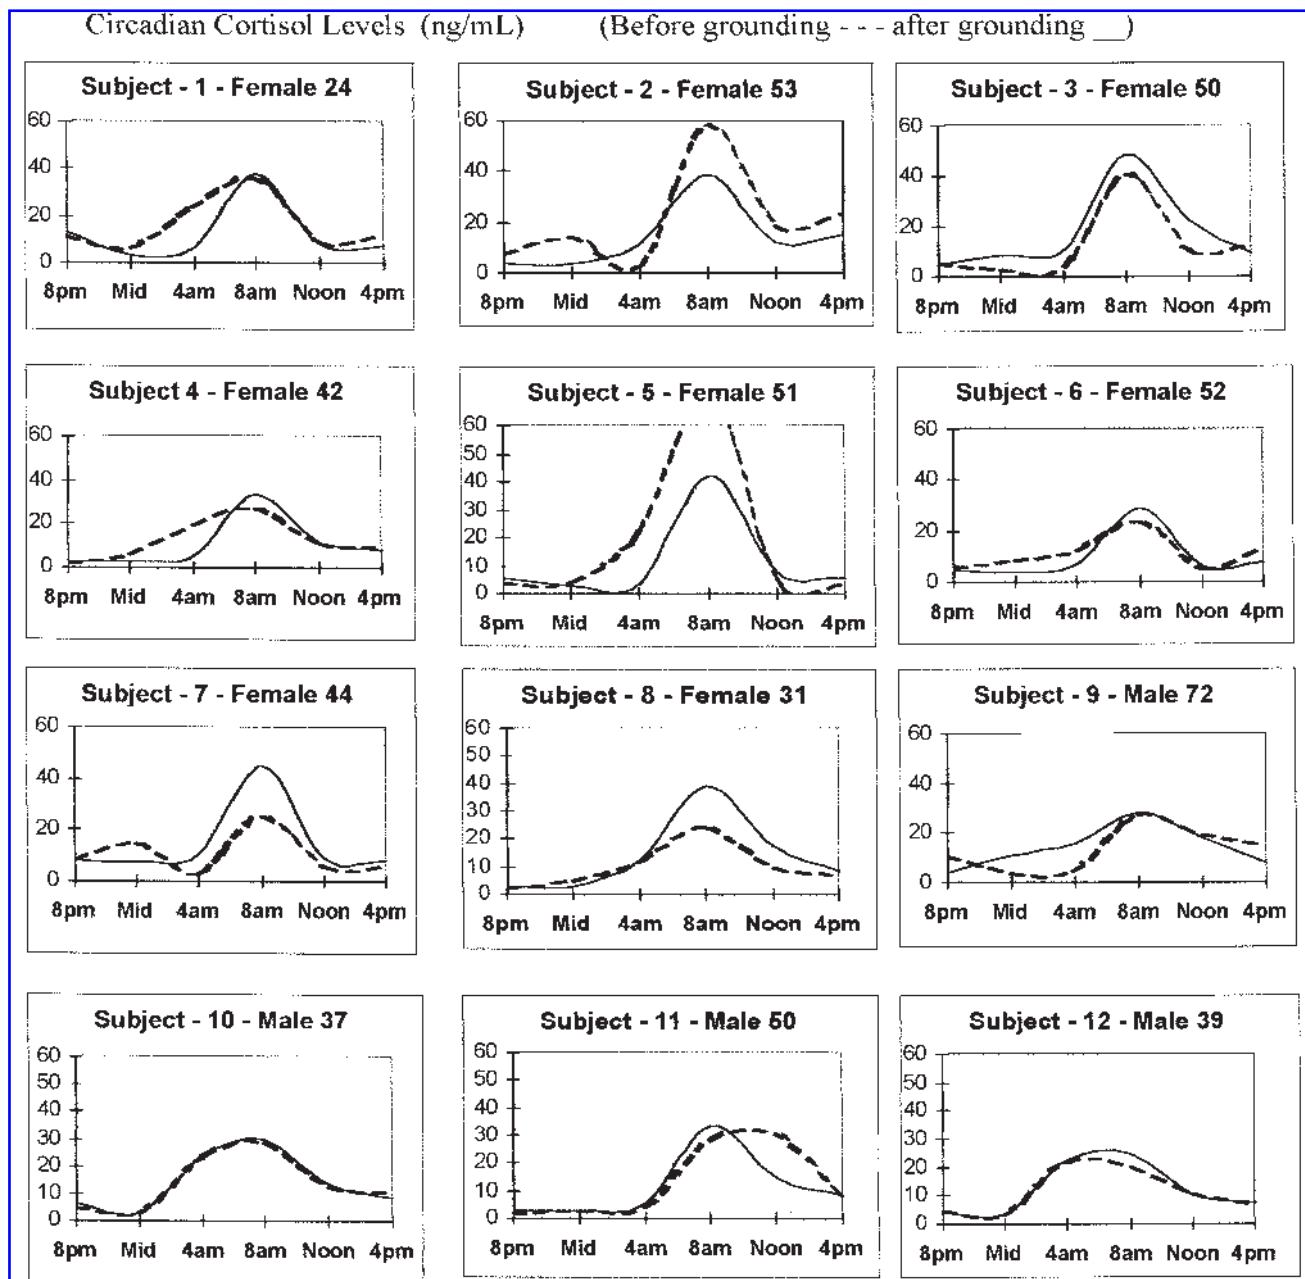 Circadian Cortisol Levels (ng/mL) (Before grounding - - - after grounding __)
Subject - 1 - Female 24
60
40
20
0
8pm Mid 4am 8am Noon 4pm
Subject - 2 - Female 53
60
40
20
0
8pm Mid 4am 8am Noon 4pm
Subject - 3 - Female 50
60
40
20
0
8pm Mid 4am 8am Noon 4pm
Subject 4 - Female 42
60
40
20
0
8pm Mid 4am 8am Noon 4pm
Subject - 5 - Female 51
60
50
40
30
20
10
0
8pm Mid 4am 8am Noon 4pm
Subject - 6 - Female 52
60
40
20
0
8pm Mid 4am 8am Noon 4pm
Subject - 7 - Female 44
60
40
20
0
8pm Mid 4am 8am Noon 4pm
Subject - 8 - Female 31
60
50
40
30
20
10
0
8pm Mid 4am 8am Noon 4pm
Subject - 9 - Male 72
60
40
20
0
8pm Mid 4am 8am Noon 4pm
Subject - 10 - Male 37
60
50
40
30
20
10
0
8pm Mid 4am 8am Noon 4pm
Subject - 11 - Male 50
60
50
40
30
20
10
0
8pm Mid 4am 8am Noon 4pm
Subject - 12 - Male 39
60
50
40
30
20
10
0
8pm Mid 4am 8am Noon 4pm